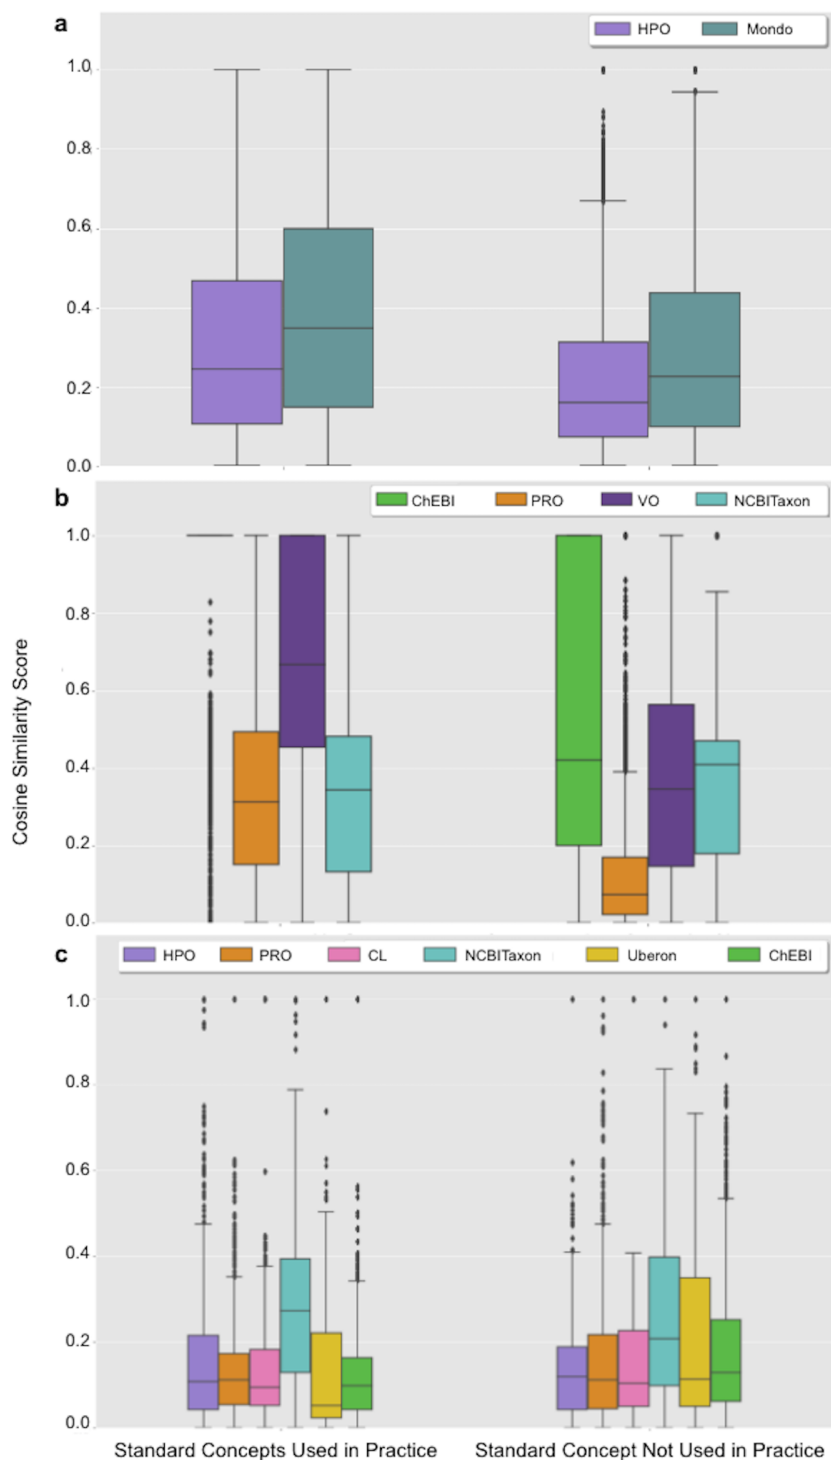 a
HPO Mondo
1.0
0.8
0.6
0.4
0.2
0.0
b
ChEBI PRO VO NCBITaxon
1.0
0.8
0.6
0.4
0.2
0.0
Cosine Similarity Score
c
HPO PRO CL NCBITaxon Uberon ChEBI
1.0
0.8
0.6
0.4
0.2
0.0
Standard Concepts Used in Practice Standard Concept Not Used in Practice